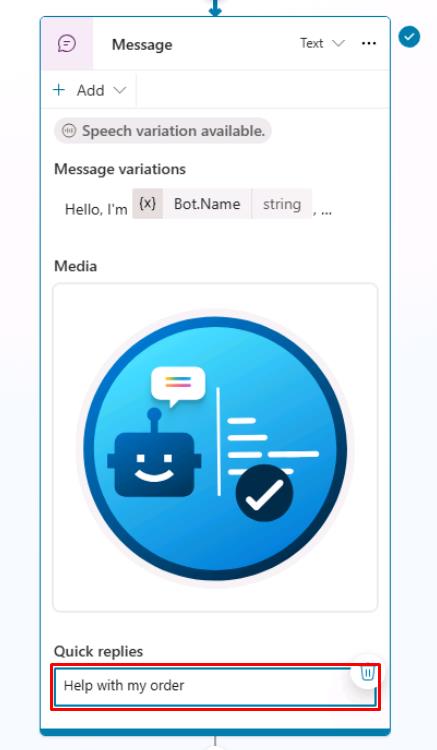 Message
Text
Add
Speech variation available.
Message variations
Hello, I'm {x} Bot.Name string , ...
Media
Quick replies
Help with my order